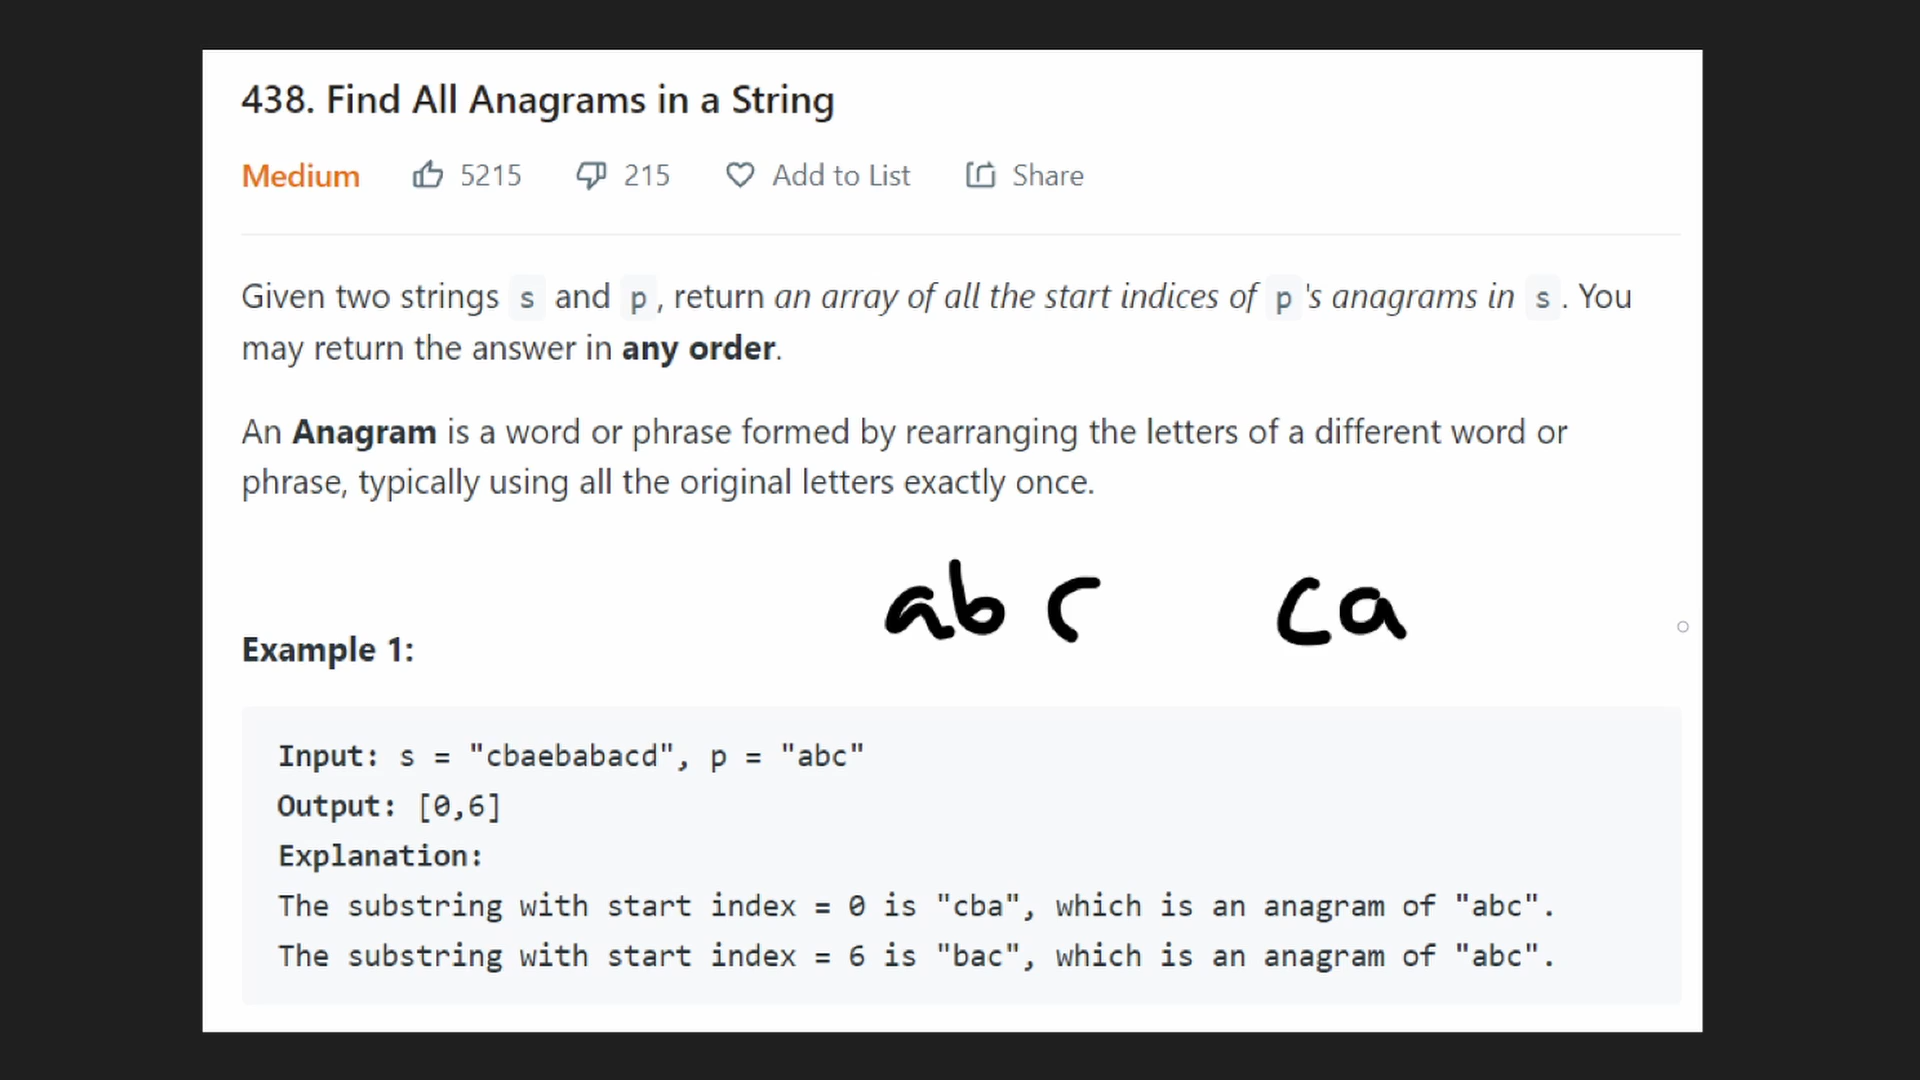 438. Find All Anagrams in a String
Medium 5215 215 Add to List Share
Given two strings s and p, return an array of all the start indices of p's anagrams in s. You
may return the answer in any order.
An Anagram is a word or phrase formed by rearranging the letters of a different word or
phrase, typically using all the original letters exactly once.
abc ca
Example 1:
Input: s = "cbaebabacd", p = "abc"
Output: [0,6]
Explanation:
The substring with start index = 0 is "cba", which is an anagram of "abc".
The substring with start index = 6 is "bac", which is an anagram of "abc".